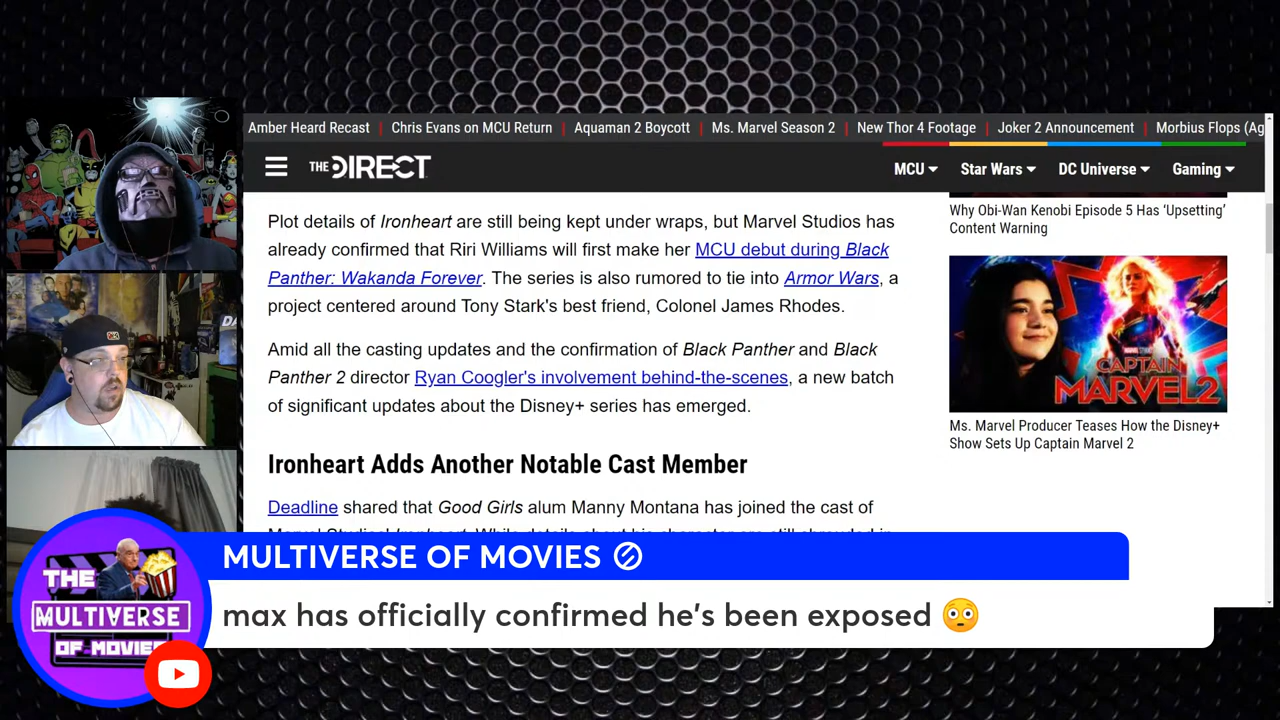 Amber Heard Recast | Chris Evans on MCU Return | Aquaman 2 Boycott | Ms. Marvel Season 2 | New Thor 4 Footage | Joker 2 Announcement | Morbius Flops (Ag
THE DIRECT
MCU Star Wars DC Universe Gaming
Plot details of Ironheart are still being kept under wraps, but Marvel Studios has
already confirmed that Riri Williams will first make her MCU debut during Black
Panther: Wakanda Forever. The series is also rumored to tie into Armor Wars, a
project centered around Tony Stark's best friend, Colonel James Rhodes.
Amid all the casting updates and the confirmation of Black Panther and Black
Panther 2 director Ryan Coogler's involvement behind-the-scenes, a new batch
of significant updates about the Disney+ series has emerged.
Ironheart Adds Another Notable Cast Member
Deadline shared that Good Girls alum Manny Montana has joined the cast of
Why Obi-Wan Kenobi Episode 5 Has ‘Upsetting’
Content Warning
CAPTAIN
MARVEL2
Ms. Marvel Producer Teases How the Disney+
Show Sets Up Captain Marvel 2
THE
MULTIVERSE
OF MOVIES
MULTIVERSE OF MOVIES
max has officially confirmed he's been exposed 😳